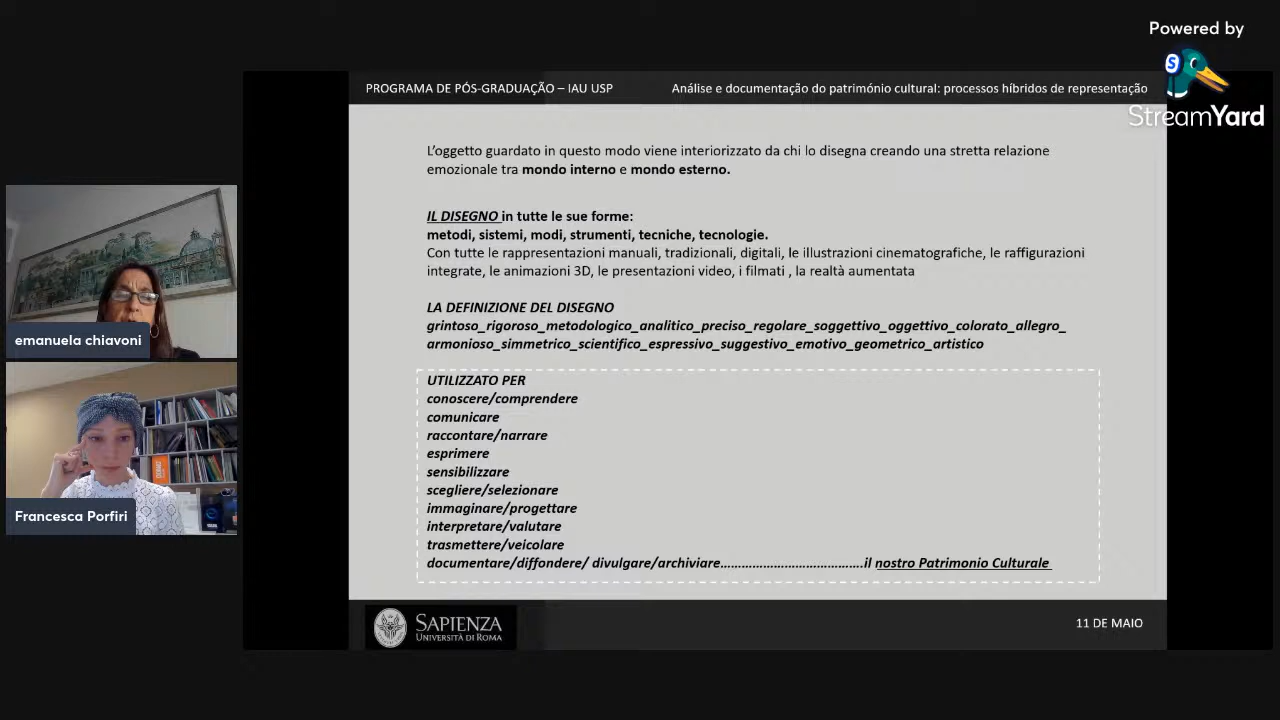 Powered by
StreamYard
PROGRAMA DE PÓS-GRADUAÇÃO – IAU USP
Análise e documentação do património cultural: processos híbridos de representação
L’oggetto guardato in questo modo viene interiorizzato da chi lo disegna creando una stretta relazione
emozionale tra mondo interno e mondo esterno.
IL DISEGNO in tutte le sue forme:
metodi, sistemi, modi, strumenti, tecniche, tecnologie.
Con tutte le rappresentazioni manuali, tradizionali, digitali, le illustrazioni cinematografiche, le raffigurazioni
integrate, le animazioni 3D, le presentazioni video, i filmati , la realtà aumentata
LA DEFINIZIONE DEL DISEGNO
grintoso_rigoroso_metodologico_analitico_preciso_regolare_soggettivo_oggettivo_colorato_allegro_
armonioso_simmetrico_scientifico_espressivo_suggestivo_emotivo_geometrico_artistico
UTILIZZATO PER
conoscere/comprendere
comunicare
raccontare/narrare
esprimere
sensibilizzare
scegliere/selezionare
immaginare/progettare
interpretare/valutare
trasmettere/veicolare
documentare/diffondere/ divulgare/archiviare………………………………….il nostro Patrimonio Culturale
SAPIENZA
UNIVERSITÀ DI ROMA
11 DE MAIO
emanuela chiavoni
Francesca Porfiri